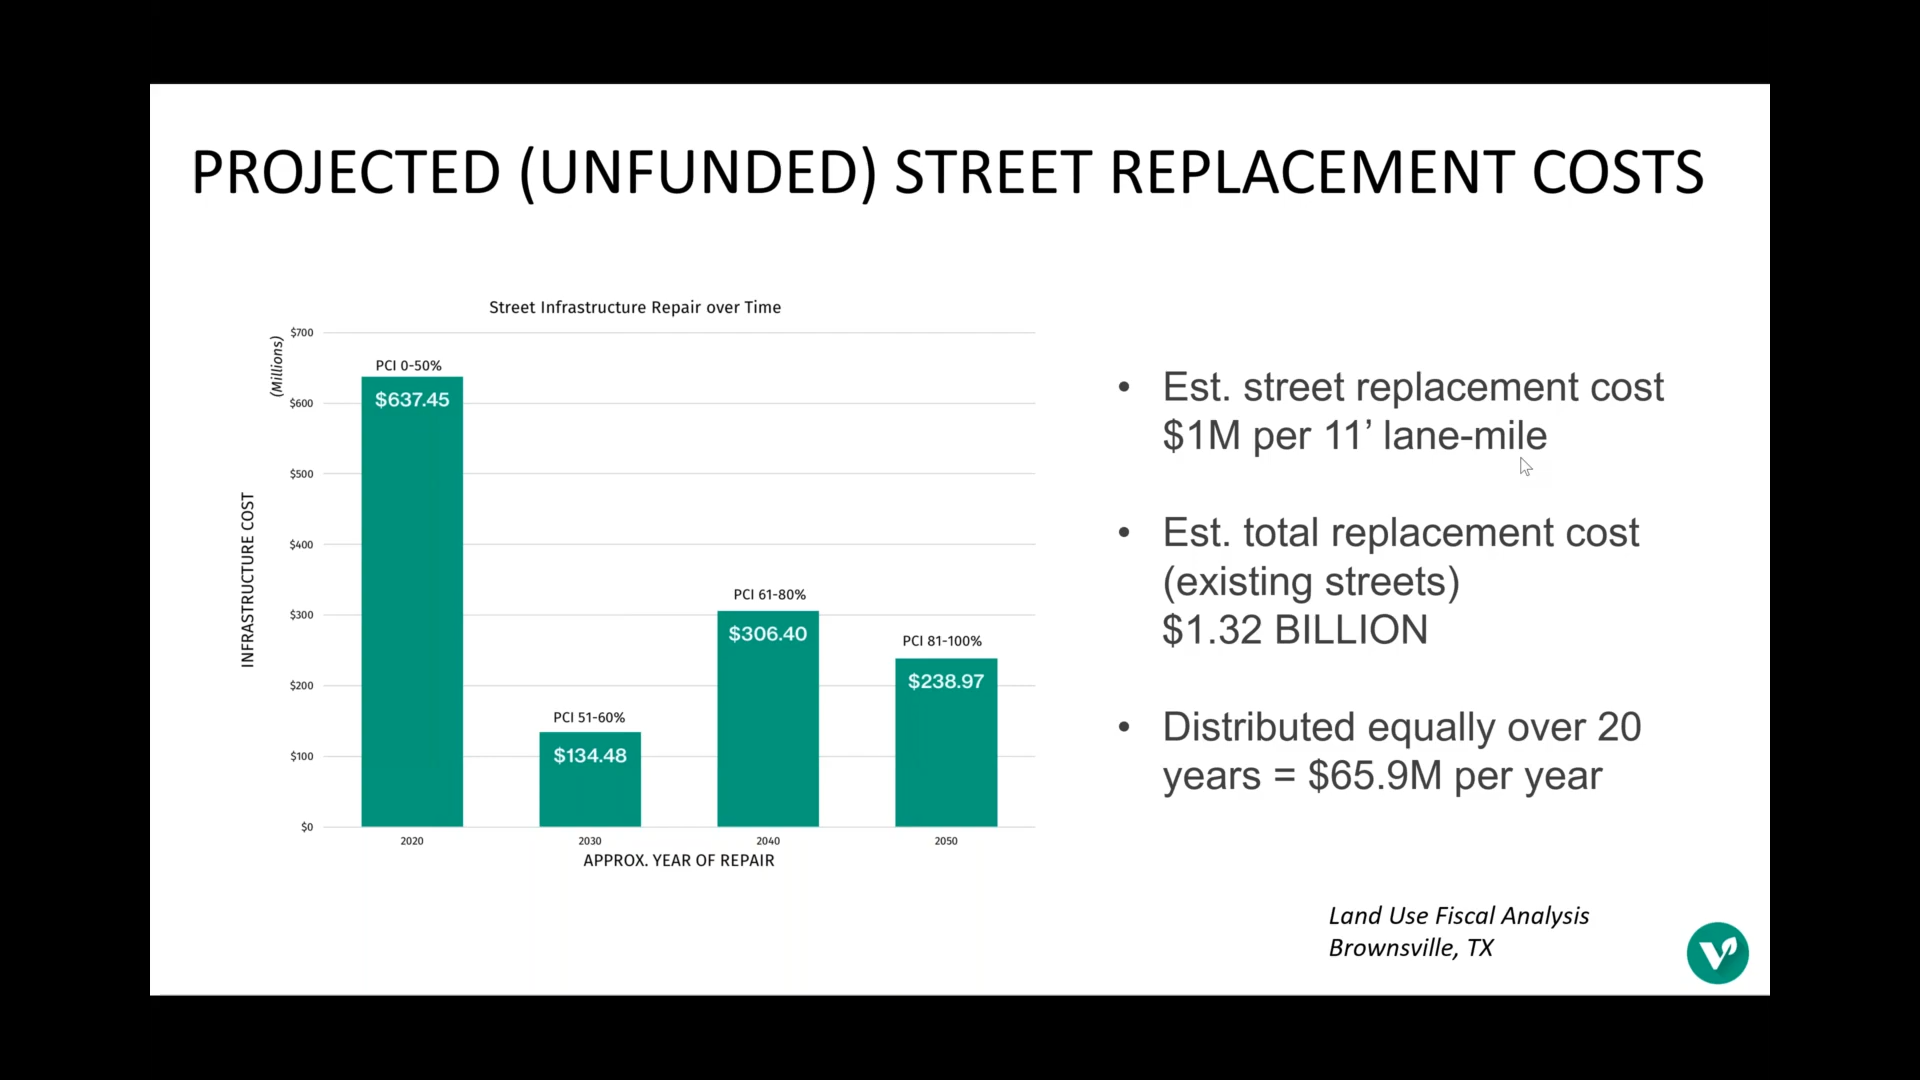 PROJECTED (UNFUNDED) STREET REPLACEMENT COSTS
Street Infrastructure Repair over Time
(Millions)
INFRASTRUCTURE COST
$700
$600
$500
$400
$300
$200
$100
$0
PCI 0-50%
$637.45
PCI 51-60%
$134.48
PCI 61-80%
$306.40
PCI 81-100%
$238.97
2020
2030
2040
2050
APPROX. YEAR OF REPAIR
• Est. street replacement cost
$1M per 11’ lane-mile
• Est. total replacement cost
(existing streets)
$1.32 BILLION
• Distributed equally over 20
years = $65.9M per year
Land Use Fiscal Analysis
Brownsville, TX